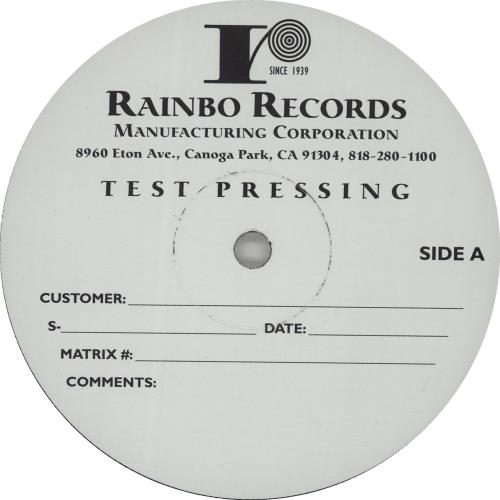 r
SINCE 1939
RAINBO RECORDS
MANUFACTURING CORPORATION
8960 Eton Ave., Canoga Park, CA 91304, 818-280-1100
TEST PRESSING
SIDE A
CUSTOMER:
S- DATE:
MATRIX #:
COMMENTS: